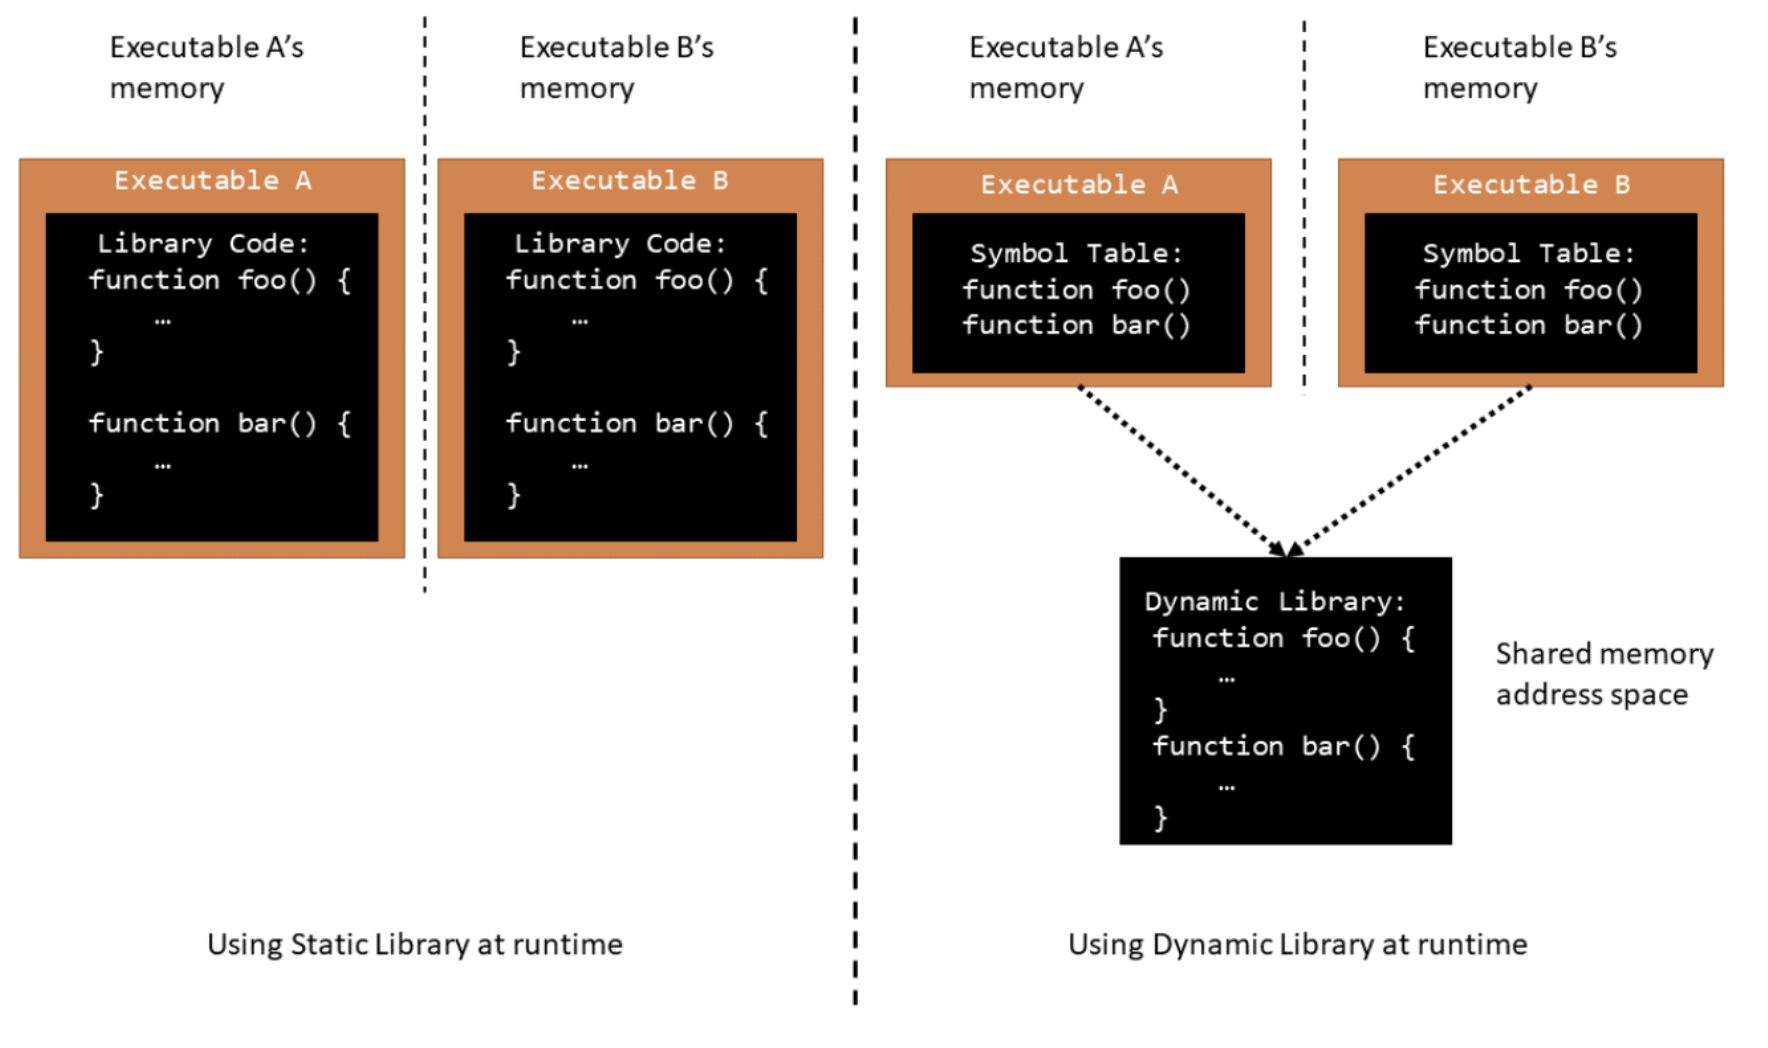 Executable A’s
memory
Executable A
Library Code:
function foo() {
…
}
function bar() {
…
}
Executable B’s
memory
Executable B
Library Code:
function foo() {
…
}
function bar() {
…
}
Using Static Library at runtime
Executable A’s
memory
Executable A
Symbol Table:
function foo()
function bar()
Executable B’s
memory
Executable B
Symbol Table:
function foo()
function bar()
Dynamic Library:
function foo() {
…
}
function bar() {
…
}
Shared memory
address space
Using Dynamic Library at runtime